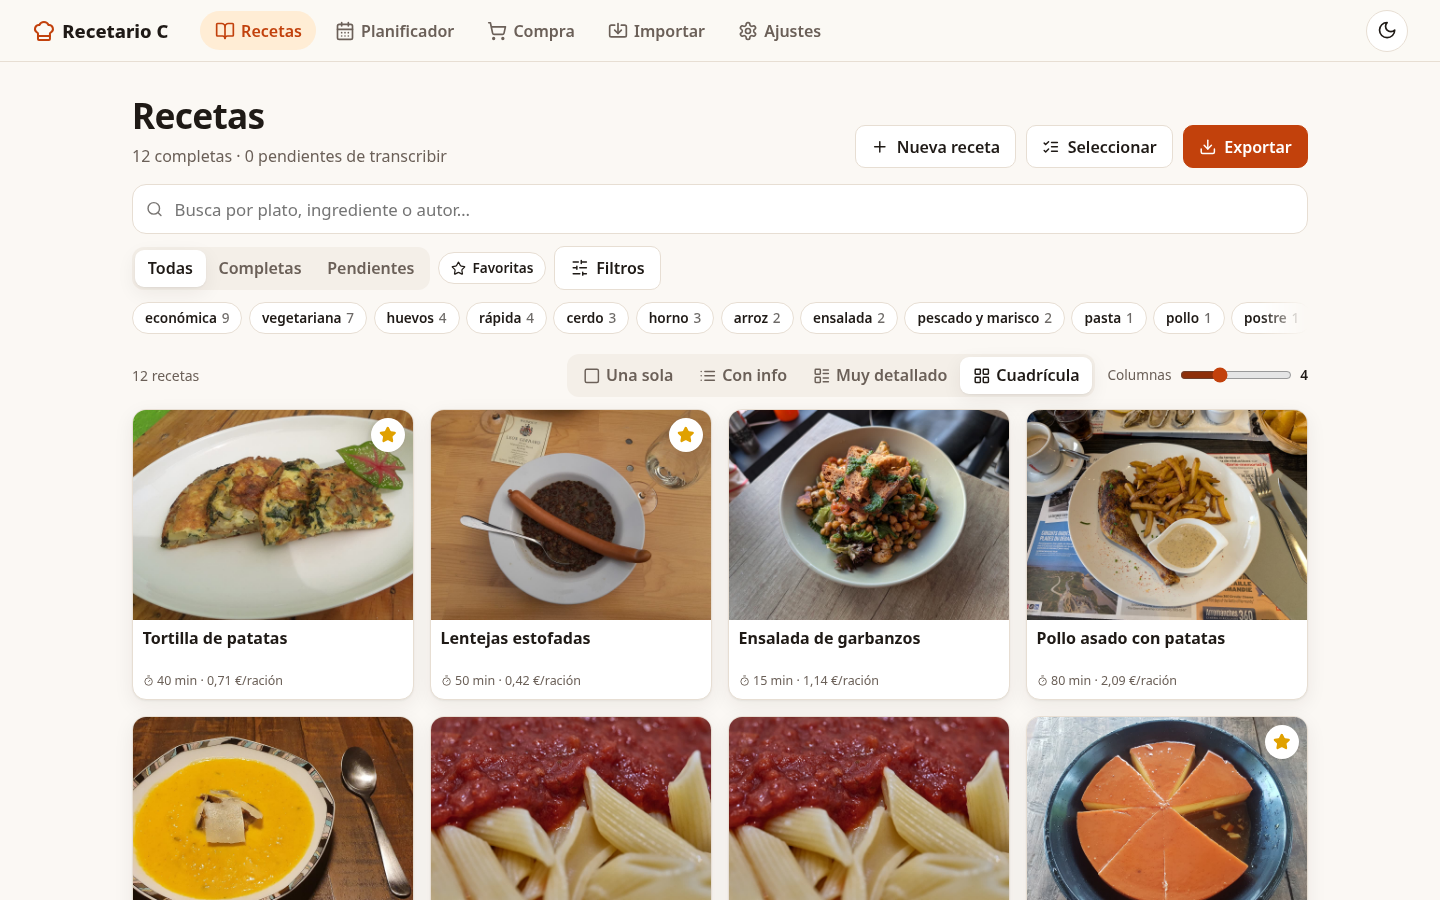 Recetario C
Recetas
Planificador
Compra
Importar
Ajustes
Recetas
12 completas · 0 pendientes de transcribir
Nueva receta
Seleccionar
Exportar
Busca por plato, ingrediente o autor...
Todas
Completas
Pendientes
Favoritas
Filtros
económica 9
vegetariana 7
huevos 4
rápida 4
cerdo 3
horno 3
arroz 2
ensalada 2
pescado y marisco 2
pasta 1
pollo 1
postre 1
12 recetas
Una sola
Con info
Muy detallado
Cuadrícula
Columnas
4
Tortilla de patatas
40 min · 0,71 €/ración
Lentejas estofadas
50 min · 0,42 €/ración
Ensalada de garbanzos
15 min · 1,14 €/ración
Pollo asado con patatas
80 min · 2,09 €/ración